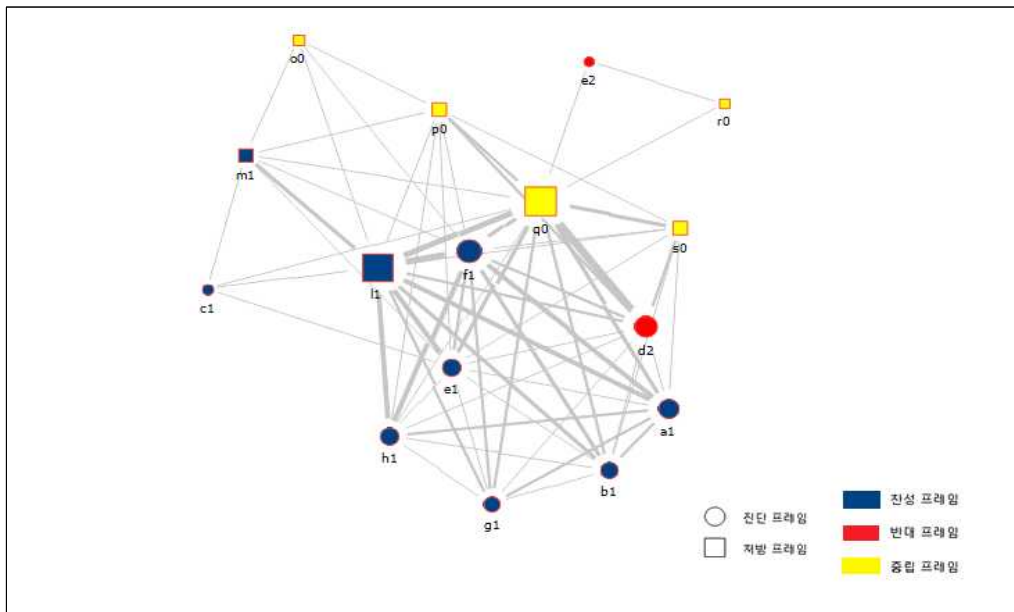 o0
e2
r0
p0
m1
q0
s0
f1
l1
c1
d2
e1
a1
h1
b1
g1
진단 프레임
처방 프레임
찬성 프레임
반대 프레임
중립 프레임